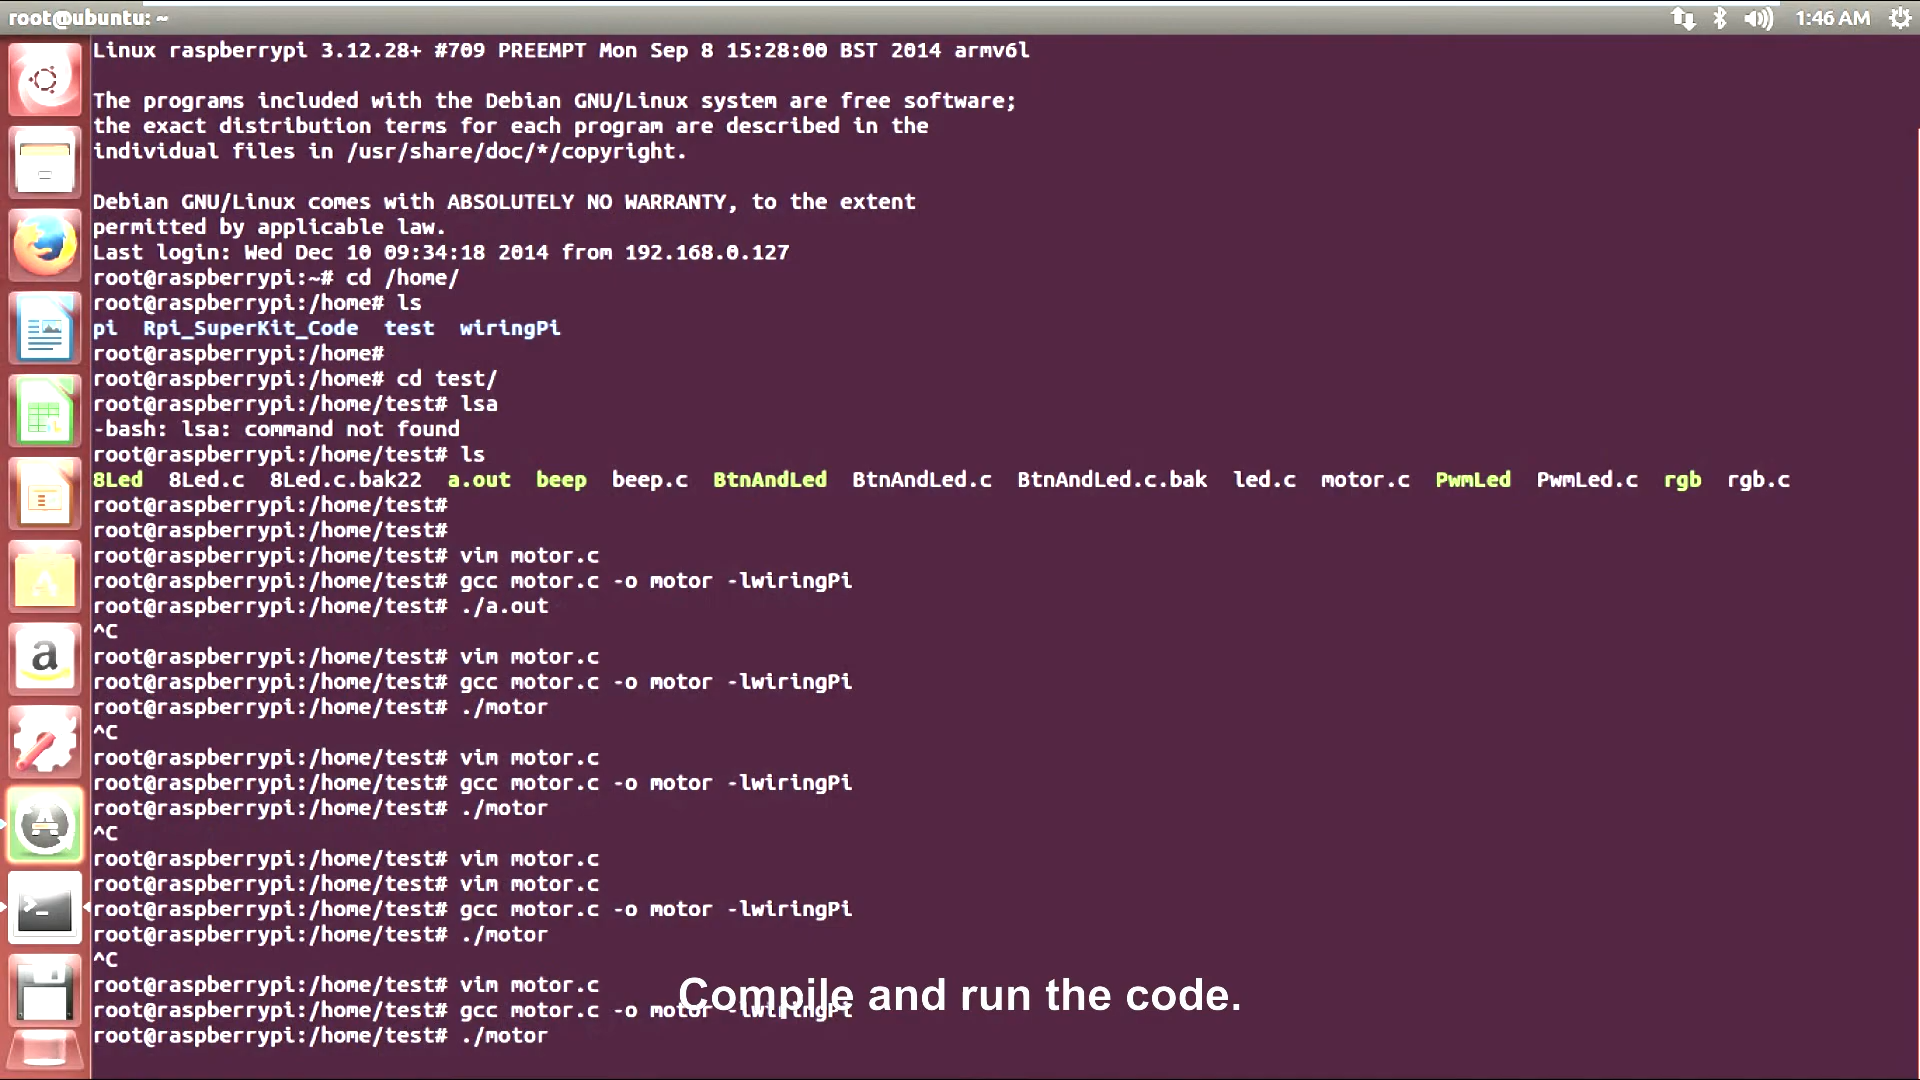 root@ubuntu: ~
1:46 AM
Linux raspberrypi 3.12.28+ #709 PREEMPT Mon Sep 8 15:28:00 BST 2014 armv6l
The programs included with the Debian GNU/Linux system are free software;
the exact distribution terms for each program are described in the
individual files in /usr/share/doc/*/copyright.
Debian GNU/Linux comes with ABSOLUTELY NO WARRANTY, to the extent
permitted by applicable law.
Last login: Wed Dec 10 09:34:18 2014 from 192.168.0.127
root@raspberrypi:~# cd /home/
root@raspberrypi:/home# ls
pi  Rpi_SuperKit_Code  test  wiringPi
root@raspberrypi:/home#
root@raspberrypi:/home# cd test/
root@raspberrypi:/home/test# lsa
-bash: lsa: command not found
root@raspberrypi:/home/test# ls
8Led  8Led.c  8Led.c.bak22  a.out  beep  beep.c  BtnAndLed  BtnAndLed.c  BtnAndLed.c.bak  led.c  motor.c  PwmLed  PwmLed.c  rgb  rgb.c
root@raspberrypi:/home/test#
root@raspberrypi:/home/test#
root@raspberrypi:/home/test# vim motor.c
root@raspberrypi:/home/test# gcc motor.c -o motor -lwiringPi
root@raspberrypi:/home/test# ./a.out
^C
root@raspberrypi:/home/test# vim motor.c
root@raspberrypi:/home/test# gcc motor.c -o motor -lwiringPi
root@raspberrypi:/home/test# ./motor
^C
root@raspberrypi:/home/test# vim motor.c
root@raspberrypi:/home/test# gcc motor.c -o motor -lwiringPi
root@raspberrypi:/home/test# ./motor
^C
root@raspberrypi:/home/test# vim motor.c
root@raspberrypi:/home/test# vim motor.c
root@raspberrypi:/home/test# gcc motor.c -o motor -lwiringPi
root@raspberrypi:/home/test# ./motor
^C
root@raspberrypi:/home/test# vim motor.c
root@raspberrypi:/home/test# gcc motor.c -o motor -lwiringPi
root@raspberrypi:/home/test# ./motor
Compile and run the code.